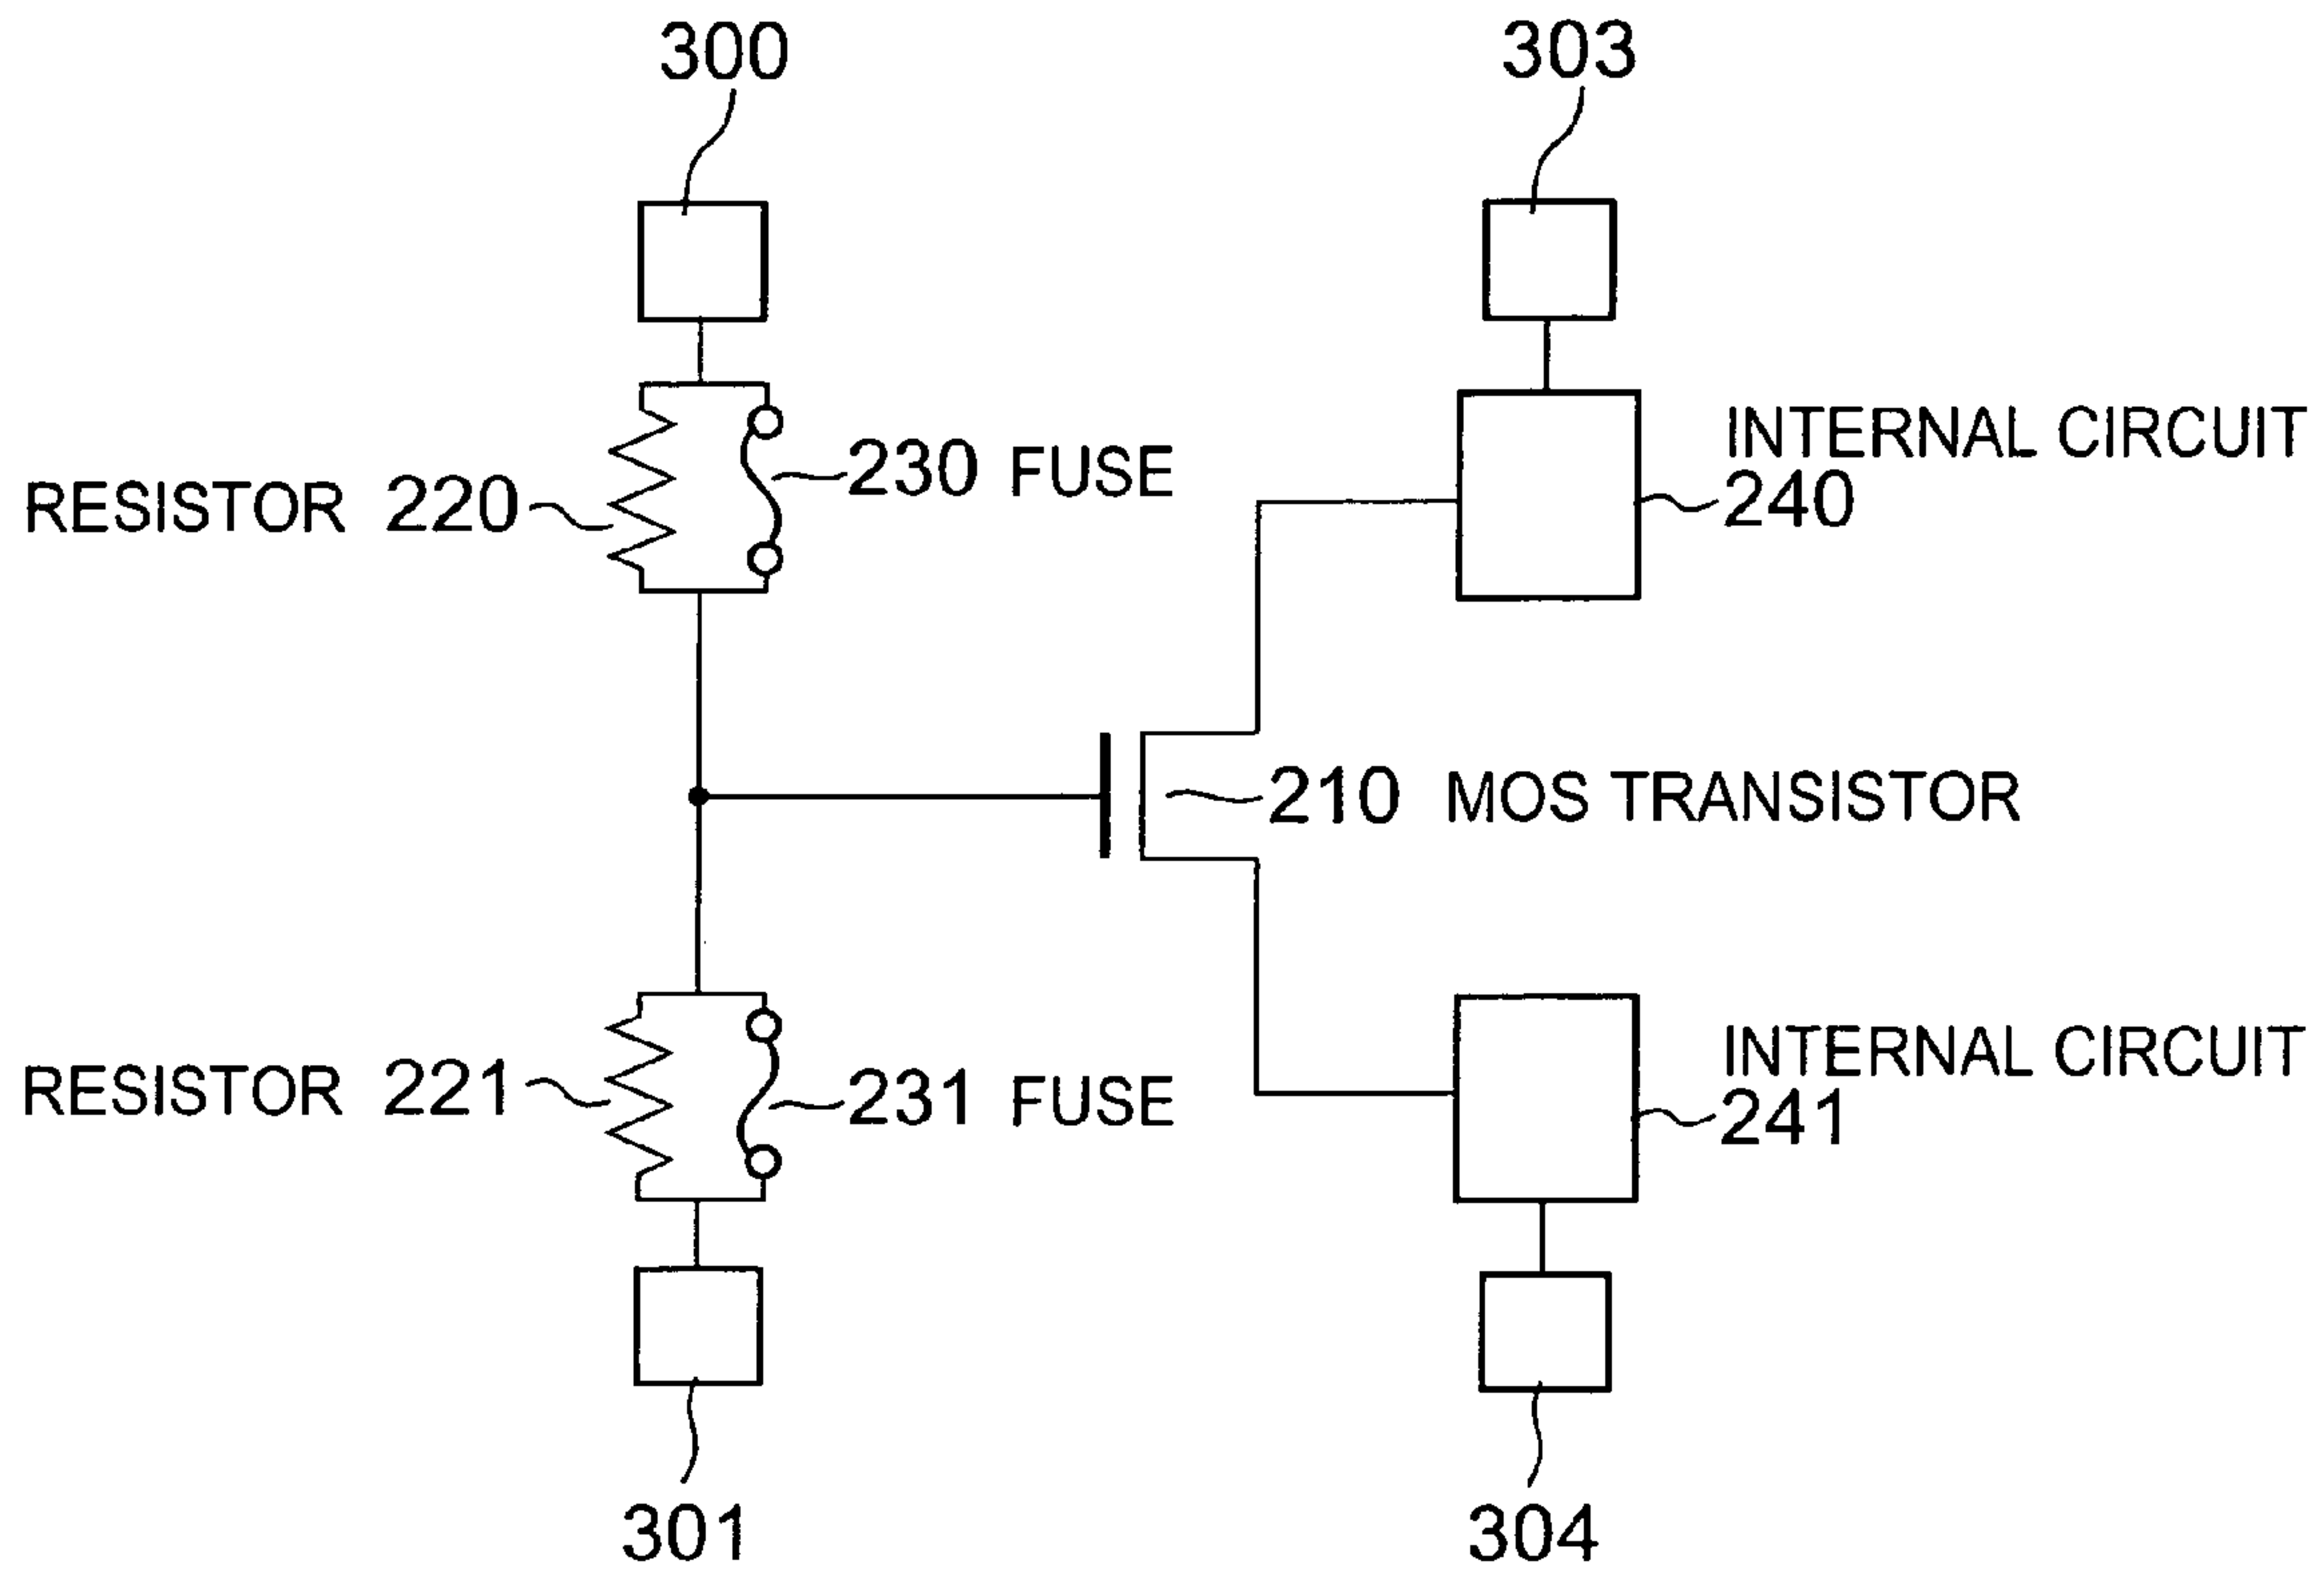 300
303
INTERNAL CIRCUIT
240
230 FUSE
RESISTOR 220
210 MOS TRANSISTOR
INTERNAL CIRCUIT
241
RESISTOR 221
231 FUSE
301
304